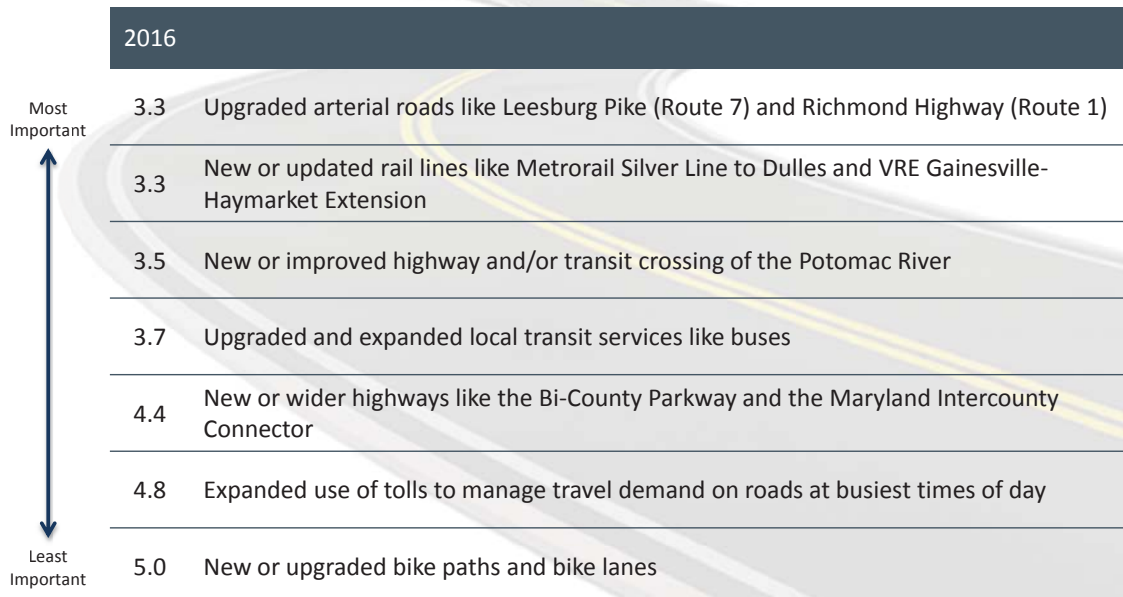 2016
Most
Important
3.3 Upgraded arterial roads like Leesburg Pike (Route 7) and Richmond Highway (Route 1)
3.3 New or updated rail lines like Metrorail Silver Line to Dulles and VRE Gainesville-
Haymarket Extension
3.5 New or improved highway and/or transit crossing of the Potomac River
3.7 Upgraded and expanded local transit services like buses
4.4 New or wider highways like the Bi-County Parkway and the Maryland Intercounty
Connector
4.8 Expanded use of tolls to manage travel demand on roads at busiest times of day
Least
Important
5.0 New or upgraded bike paths and bike lanes